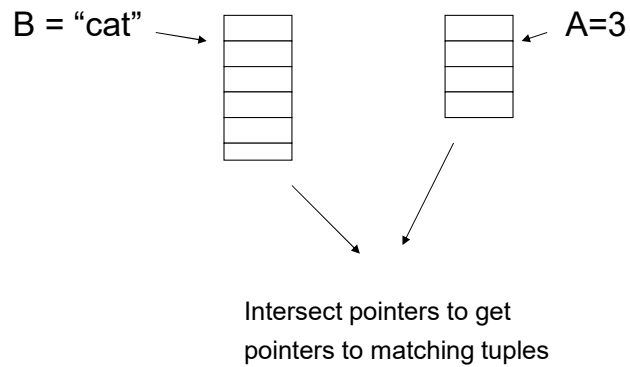 B = “cat”
A=3
Intersect pointers to get
pointers to matching tuples